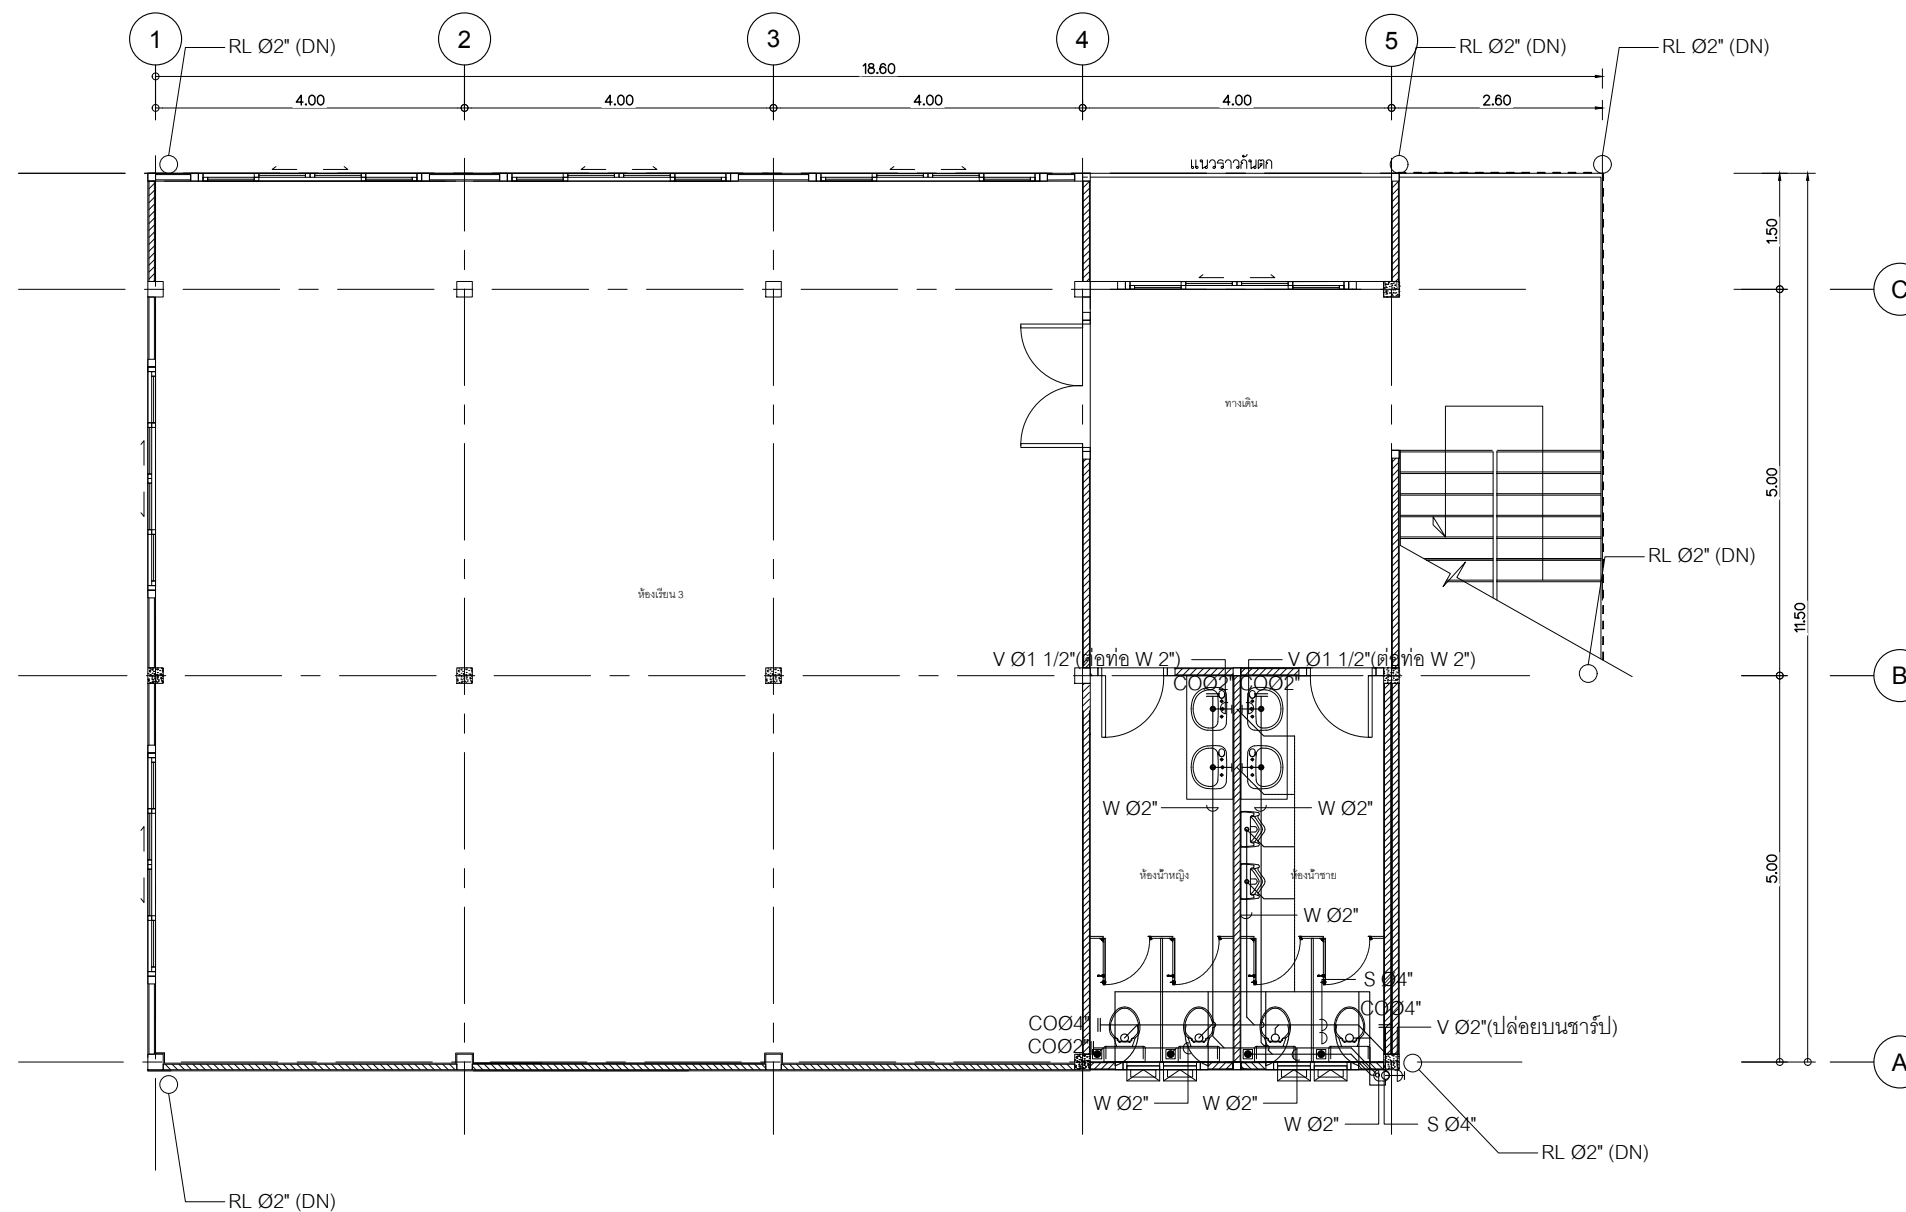 1
2
3
4
5
RL Ø2" (DN)
RL Ø2" (DN)
RL Ø2" (DN)
18.60
4.00
4.00
4.00
4.00
2.60
แนวราวกันตก
1.50
C
ทางเดิน
5.00
RL Ø2" (DN)
ห้องเรียน 3
11.50
V Ø1 1/2"(ต่อท่อ W 2")
V Ø1 1/2"(ต่อท่อ W 2")
COØ2"
COØ2"
B
W Ø2"
W Ø2"
ห้องน้ำหญิง
ห้องน้ำชาย
5.00
W Ø2"
S Ø4"
COØ4"
COØ4"
V Ø2"(ปล่อยบนชาร์ป)
COØ2"
A
W Ø2"
W Ø2"
W Ø2"
S Ø4"
RL Ø2" (DN)
RL Ø2" (DN)